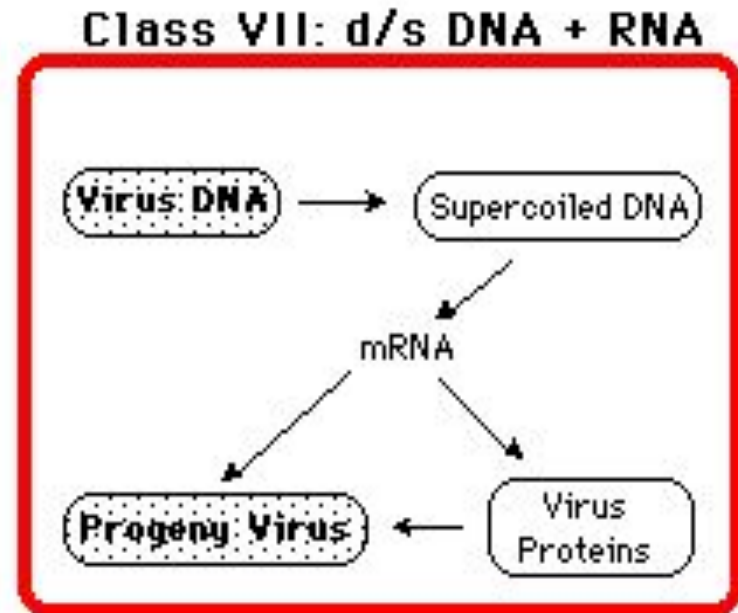 Class VII: d/s DNA + RNA
Virus DNA
Supercoiled DNA
mRNA
Progeny Virus
Virus
Proteins